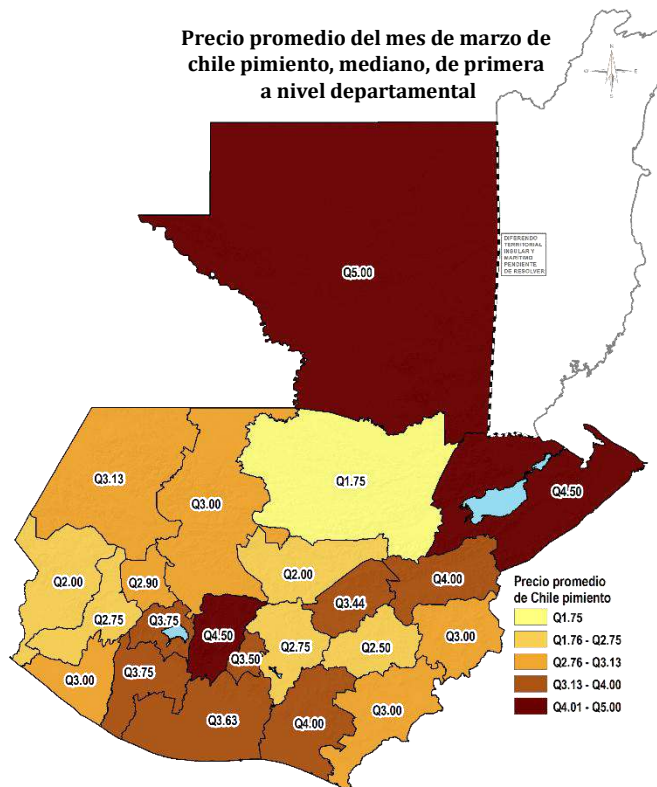 Precio promedio del mes de marzo de
chile pimiento, mediano, de primera
a nivel departamental
N
O
E
S
DIFERENDO
TERRITORIAL
INSULAR Y
MARITIMO
PENDIENTE
DE RESOLVER
Q5.00
Q3.13
Q3.00
Q1.75
Q4.50
Q2.00
Q2.90
Q2.00
Q4.00
Q3.44
Q2.75
Q3.75
Q4.50
Q2.75
Q2.50
Q3.00
Q3.50
Q3.00
Q3.75
Q3.63
Q4.00
Q3.00
Precio promedio
de Chile pimiento
Q1.75
Q1.76 - Q2.75
Q2.76 - Q3.13
Q3.13 - Q4.00
Q4.01 - Q5.00